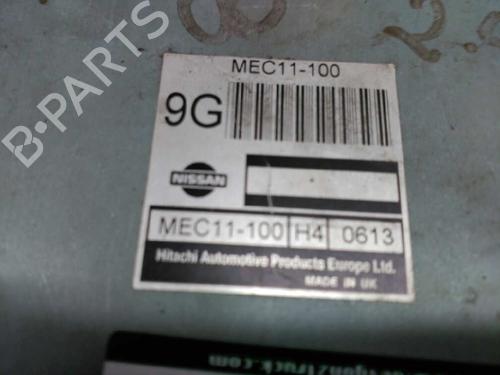 B-PARTS
MEC11-100
9G
NISSAN
MEC11-100 H4 0613
Hitachi Automotive Products Europe Ltd.
MADE IN UK